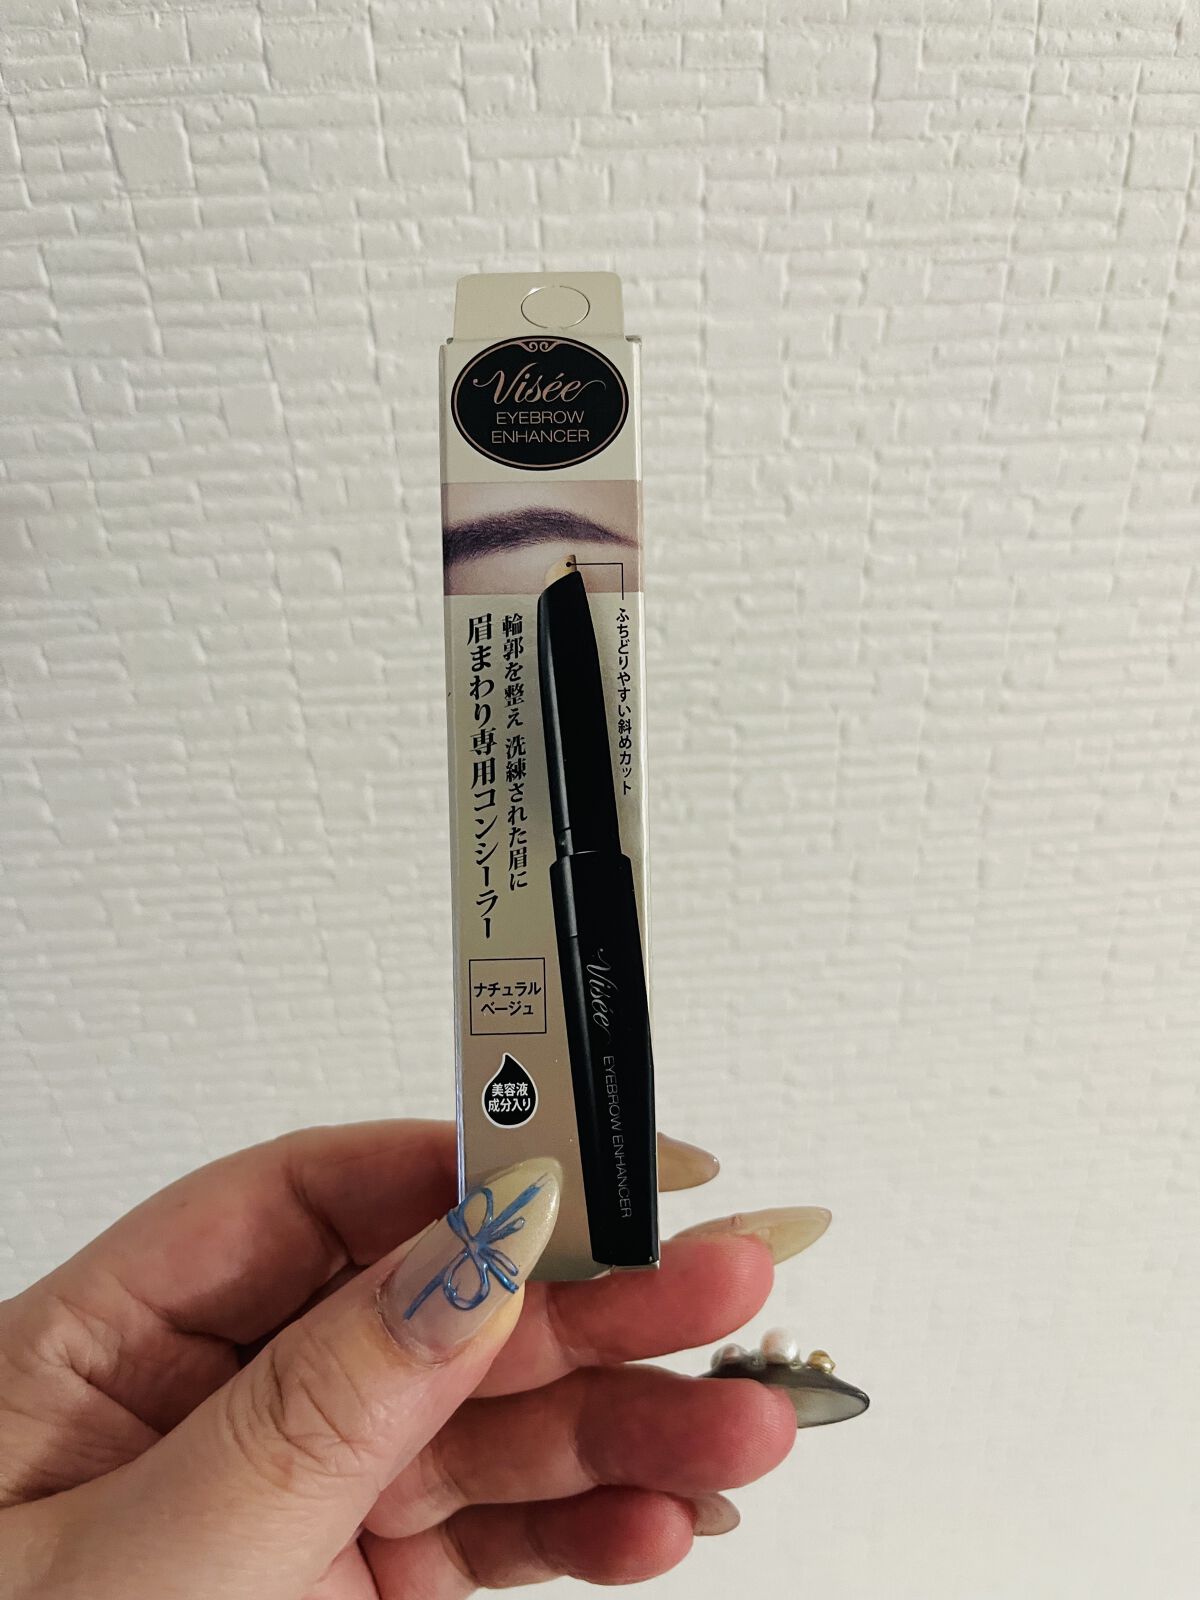 Visée
EYEBROW
ENHANCER
ふちどりやすい斜めカット
輪郭を整え 洗練された眉に
眉まわり専用コンシーラー
ナチュラル
ベージュ
美容液
成分入り
Visée EYEBROW ENHANCER